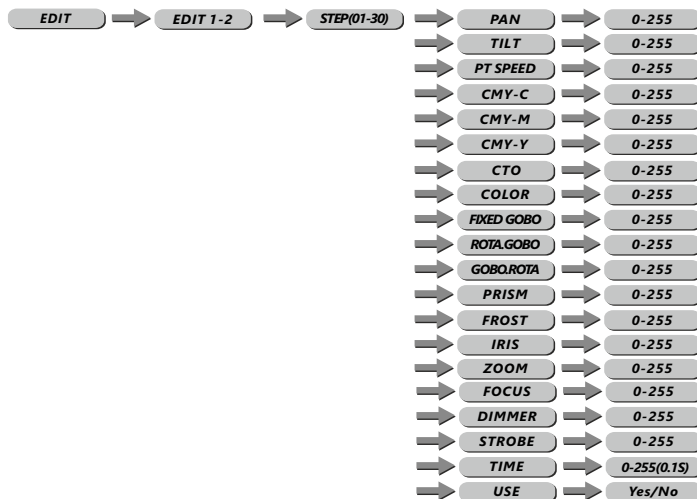 EDIT EDIT 1-2 STEP(01-30) PAN 0-255
TILT 0-255
PT SPEED 0-255
CMY-C 0-255
CMY-M 0-255
CMY-Y 0-255
CTO 0-255
COLOR 0-255
FIXED GOBO 0-255
ROTA.GOBO 0-255
GOBO.ROTA 0-255
PRISM 0-255
FROST 0-255
IRIS 0-255
ZOOM 0-255
FOCUS 0-255
DIMMER 0-255
STROBE 0-255
TIME 0-255(0.1S)
USE Yes/No